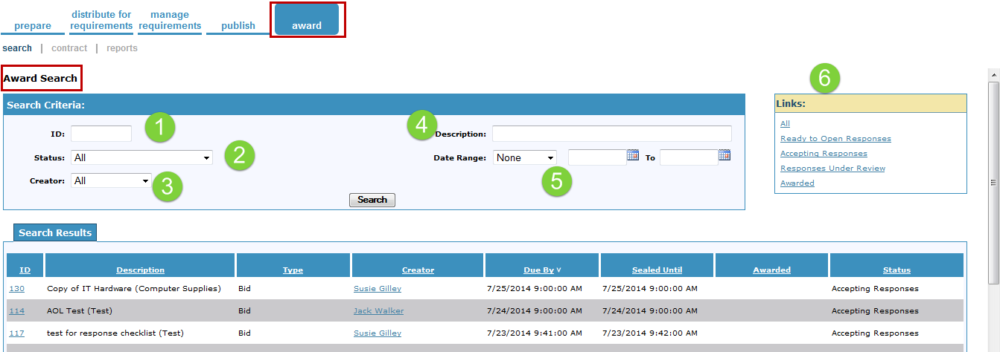 prepare distribute for requirements manage requirements publish award
search | contract | reports
Award Search
6
Search Criteria:
Links:
ID: 1
4 Description:
All
Status: All 2
Date Range: None To
Ready to Open Responses
Accepting Responses
Creator: All 3
5
Responses Under Review
Awarded
Search
Search Results
ID Description Type Creator Due By V Sealed Until Awarded Status
130 Copy of IT Hardware (Computer Supplies) Bid Susie Gilley 7/25/2014 9:00:00 AM 7/25/2014 9:00:00 AM Accepting Responses
114 AOL Test (Test) Bid Jack Walker 7/24/2014 9:00:00 AM 7/24/2014 9:00:00 AM Accepting Responses
117 test for response checklist (Test) Bid Susie Gilley 7/23/2014 9:41:00 AM 7/23/2014 9:42:00 AM Accepting Responses